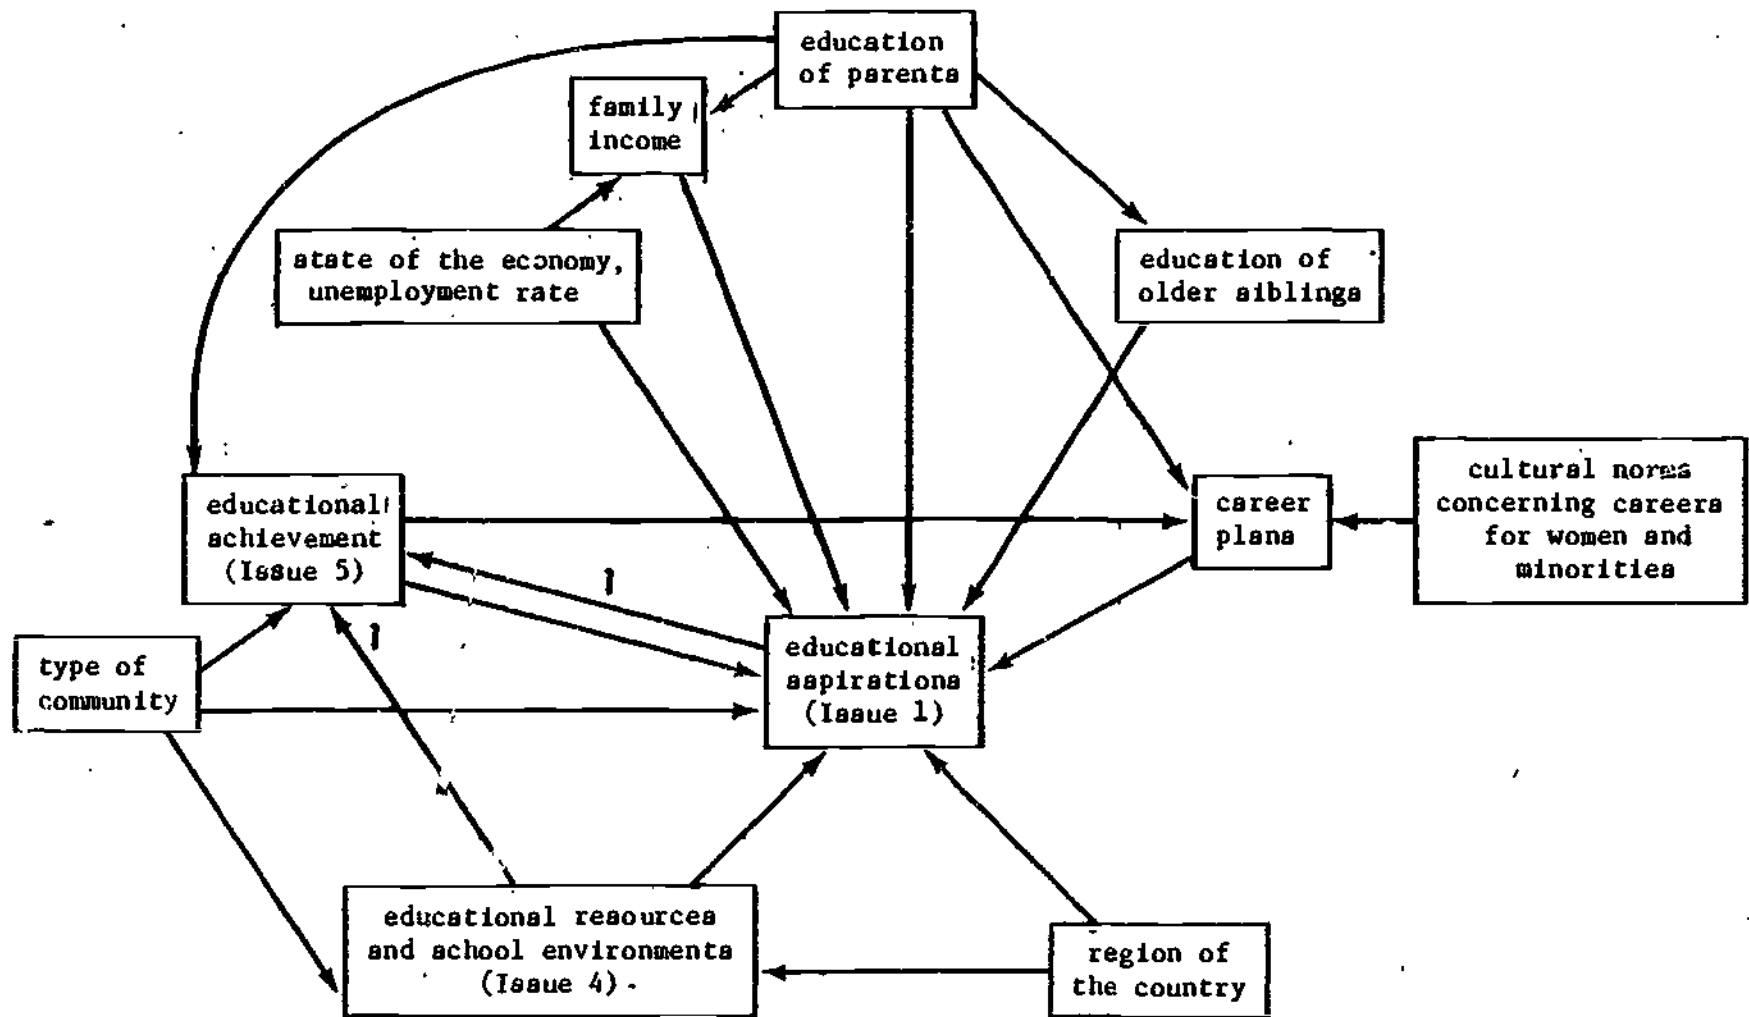 education
of parents
family
income
state of the economy,
unemployment rate
education of
older siblings
educational
achievement
(Issue 5)
career
plans
cultural norms
concerning careers
for women and
minorities
1
1
type of
community
educational
aspirations
(Issue 1)
educational resources
and school environments
(Issue 4)
region of
the country